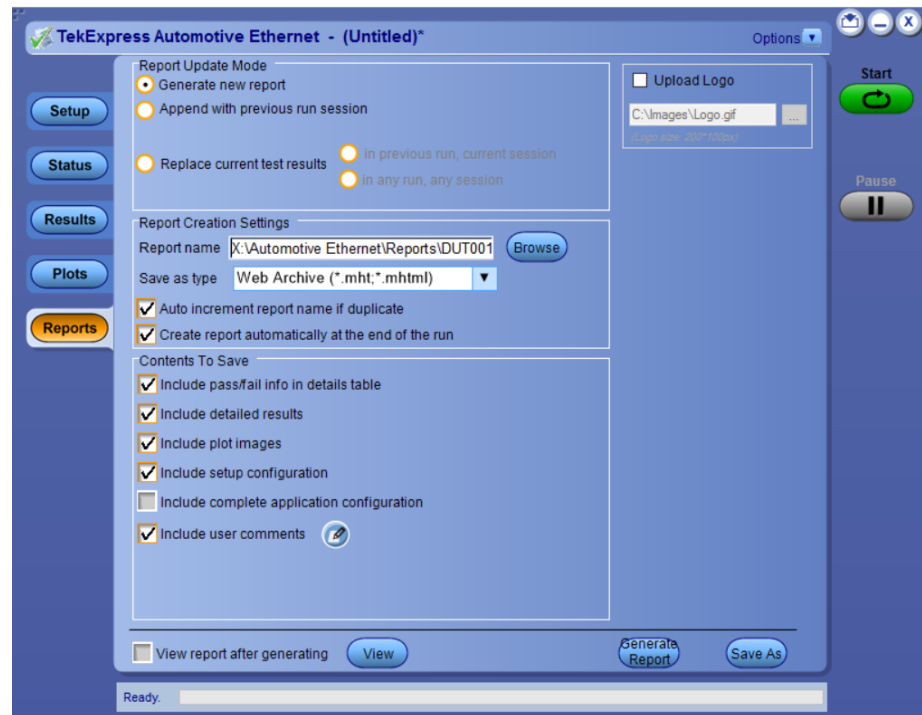 TekExpress Automotive Ethernet - (Untitled)*
Options
Start
Pause
Setup
Status
Results
Plots
Reports
Report Update Mode
Generate new report
Append with previous run session
Replace current test results
in previous run, current session
in any run, any session
Upload Logo
C:\Images\Logo.gif
...
(Logo size: 200*100px)
Report Creation Settings
Report name X:\Automotive Ethernet\Reports\DUT001 Browse
Save as type Web Archive (*.mht;*.mhtml)
Auto increment report name if duplicate
Create report automatically at the end of the run
Contents To Save
Include pass/fail info in details table
Include detailed results
Include plot images
Include setup configuration
Include complete application configuration
Include user comments
View report after generating View
Generate
Report
Save As
Ready.